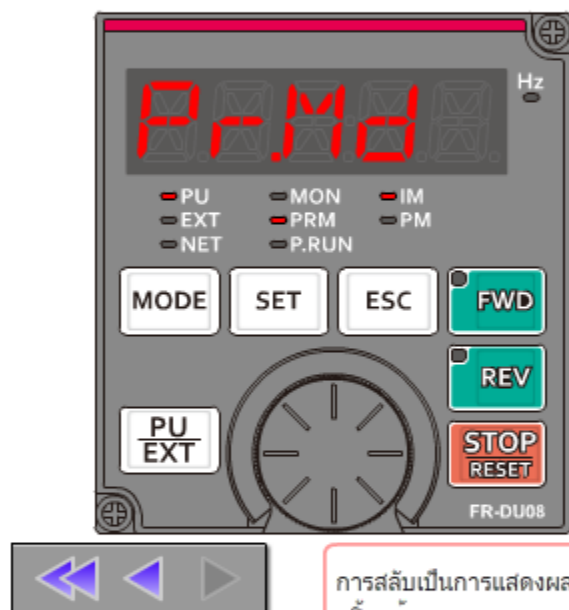 Pr.Md
Hz
PU
MON
IM
EXT
PRM
PM
NET
P.RUN
MODE
SET
ESC
FWD
REV
PU
EXT
STOP
RESET
FR-DU08
การสลับเป็นการแสดงผล